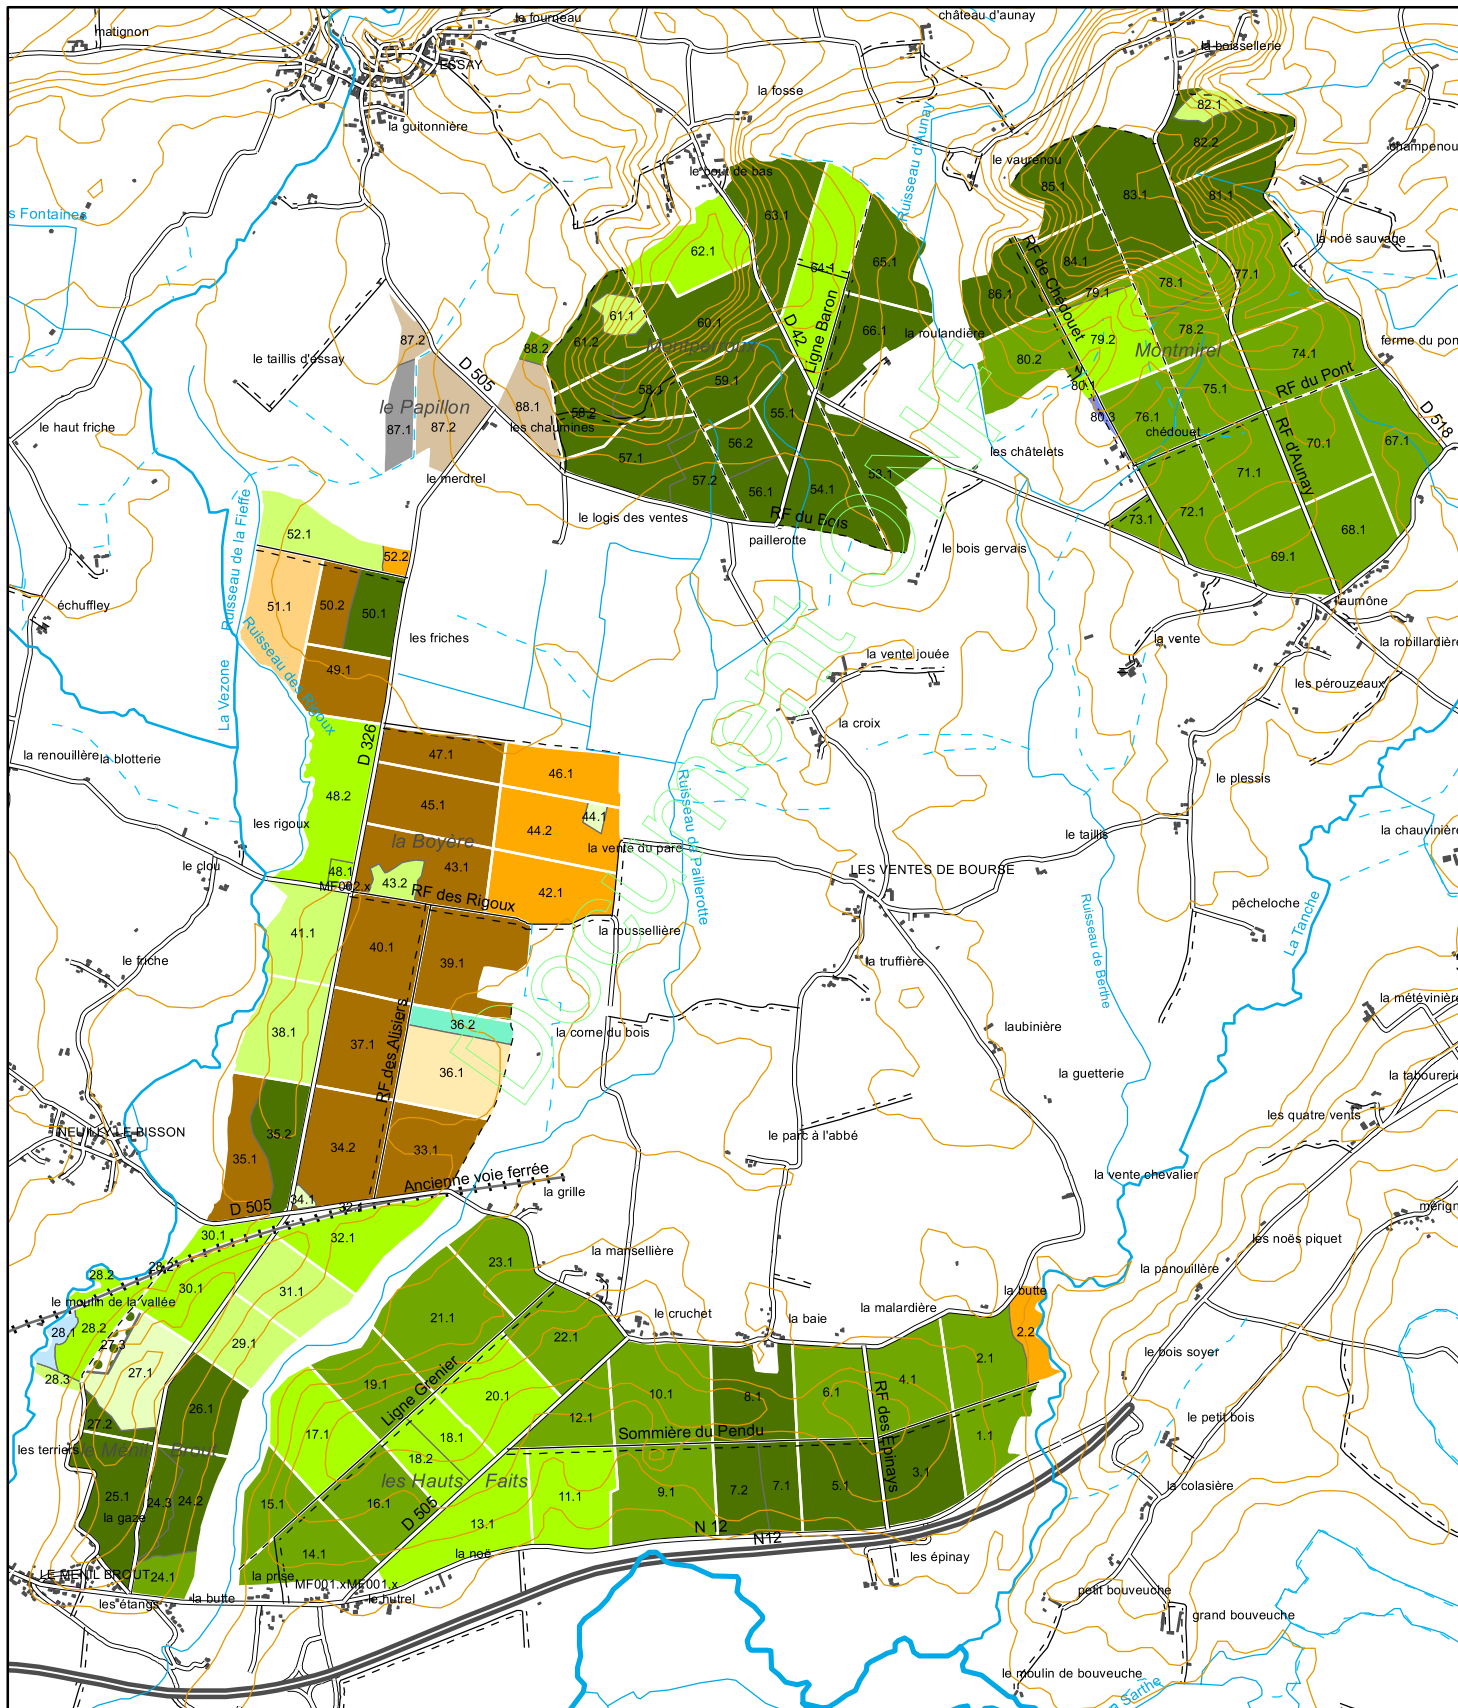 matignon
le fourneau
château d'aunay
la boissellerie
ESSAY
la fosse
82.1
la guitonnière
Ruisseau d'Aunay
82.2
champenou
le vaurenou
le bout de bas
85.1
83.1
81.1
s Fontaines
63.1
la noë sauvage
62.1
RF de Chédouet
84.1
64.1
65.1
77.1
78.1
86.1
79.1
61.1
60.1
D 42
Ligne Baron
66.1
la roulandière
78.2
87.2
61.2
88.2
Montperroux
79.2
Montmirel
ferme du pon
74.1
le taillis d'essay
80.2
D 505
59.1
58.1
RF du Pont
75.1
80.1
le Papillon
88.1
58.2
55.1
80.3
76.1
D 518
87.1
87.2
les chaumines
chédouet
le haut friche
56.2
RF d'Aunay
70.1
67.1
57.1
les châtelets
71.1
le merdrel
57.2
56.1
54.1
53.1
Ruisseau de la Fieffe
le logis des ventes
RF du Bois
73.1
72.1
68.1
52.1
paillerotte
le bois gervais
52.2
69.1
échuffley
51.1
50.2
50.1
l'aumône
Ruisseau des Rigoux
les friches
la vente
la robillardière
la vente jouée
49.1
les pérouzeaux
La Vezone
la croix
D 326
la renouillère
la blotterie
47.1
46.1
Ruisseau de Paillerotte
le plessis
48.2
45.1
44.1
les rigoux
44.2
la Boyère
la vente du parc
le taillis
la chauvinière
le clou
48.1
43.1
LES VENTES DE BOURSE
MF002.x
43.2
42.1
RF des Rigoux
pêcheloche
41.1
la roussellière
La Tanche
40.1
39.1
le friche
la truffière
Ruisseau de Berthe
la métévinière
36.2
38.1
la corne du bois
laubinière
37.1
RF des Alisiers
36.1
la guetterie
la tabourerie
les quatre vents
NEUILLY LE BISSON
35.2
le parc à l'abbé
35.1
34.2
33.1
Ancienne voie ferrée
la vente chevalier
34.1
la grille
D 505
mérign
30.1
32.1
les noës piquet
la mansellière
28.2
28.2
23.1
la panouillère
30.1
31.1
la butte
le moulin de la vallée
le cruchet
la baie
la malardière
28.1
28.2
21.1
22.1
2.2
27.3
29.1
le bois soyer
2.1
27.1
28.3
19.1
Ligne Grenier
20.1
10.1
8.1
6.1
4.1
RF des Epinays
26.1
27.2
12.1
le petit bois
17.1
18.1
Sommière du Pendu
1.1
les terriers
le Ménil Brout
18.2
les Hauts Faits
3.1
25.1
24.3
24.2
15.1
16.1
11.1
9.1
7.2
7.1
5.1
la colasière
la gaze
D 505
13.1
N 12
N12
14.1
la noë
les épinay
LE MENIL BROUT
24.1
la prise
MF001.x
MF001.x
les étangs
la butte
le hutrel
petit bouveuche
grand bouveuche
le moulin de bouveuche
Sarthe
Document ONF